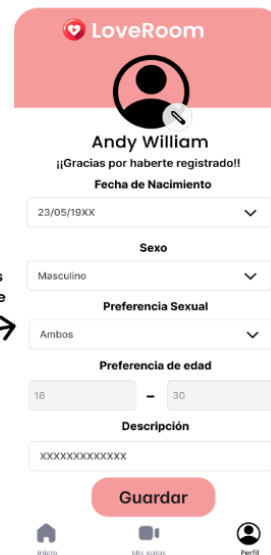 LoveRoom
Andy William
¡¡Gracias por haberte registrado!!
Fecha de Nacimiento
23/05/19XX
Sexo
Masculino
s
e
Preferencia Sexual
Ambos
Preferencia de edad
18 – 30
Descripción
xxxxxxxxxxxxx
Guardar
Inicio Mis salas Perfil